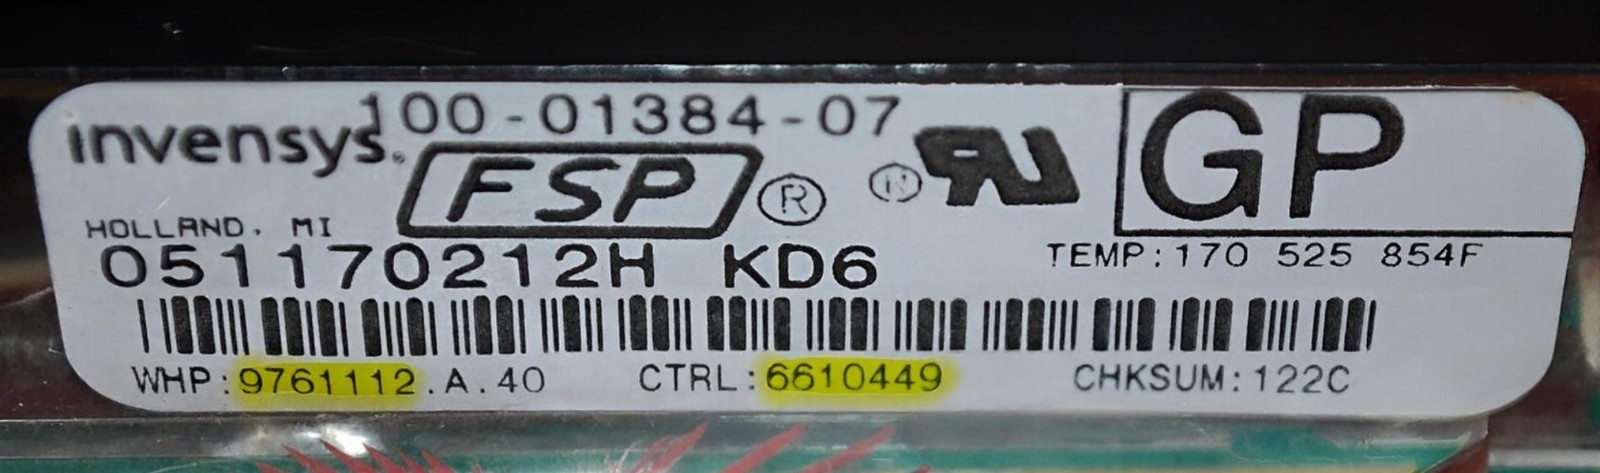 invensys® 100-01384-07
FSP® ® RU GP
HOLLAND, MI
051170212H KD6 TEMP:170 525 854F
WHP:9761112.A.40 CTRL:6610449 CHKSUM:122C